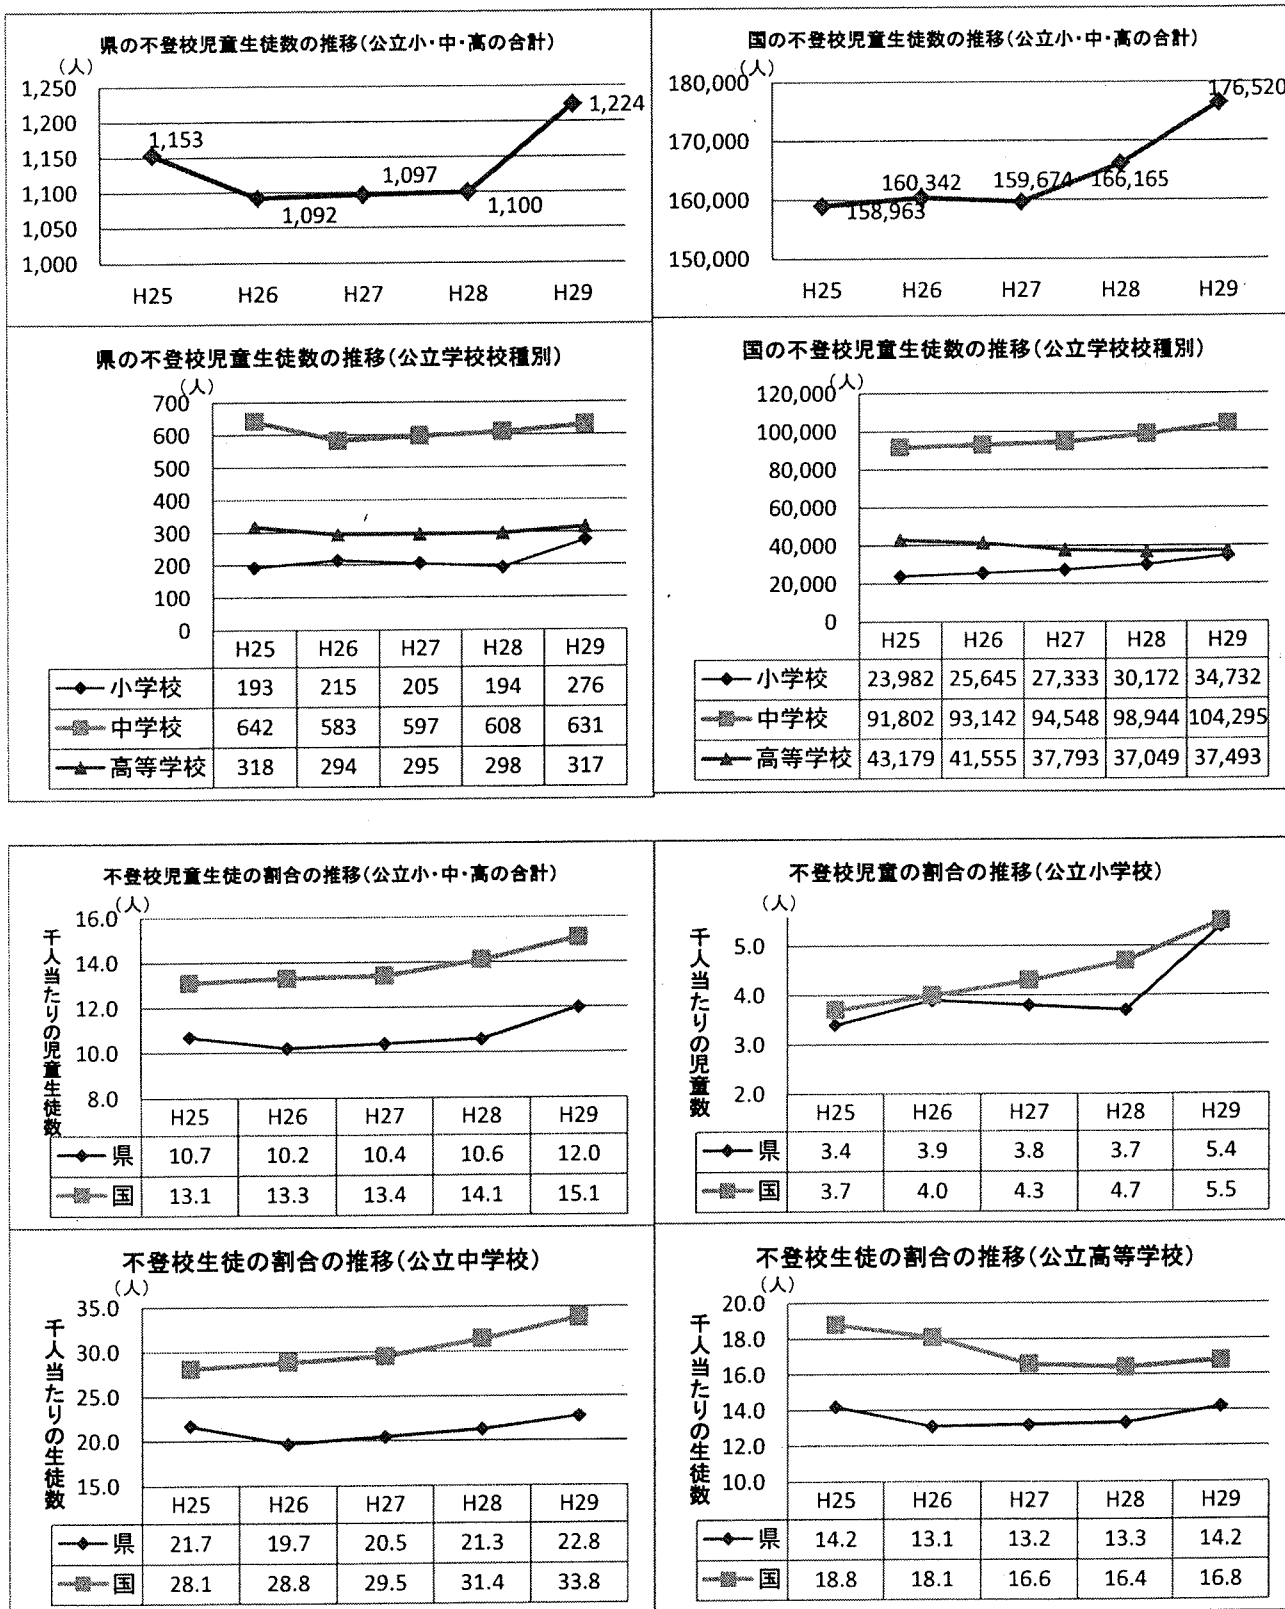 県の不登校児童生徒数の推移(公立小・中・高の合計)
(人)
1,250
1,200
1,150
1,100
1,050
1,000
1,153
1,092
1,097
1,100
1,224
H25 H26 H27 H28 H29
国の不登校児童生徒数の推移(公立小・中・高の合計)
(人)
180,000
170,000
160,000
150,000
158,963
160,342
159,674
166,165
176,520
H25 H26 H27 H28 H29
県の不登校児童生徒数の推移(公立学校校種別)
(人)
700
600
500
400
300
200
100
0
H25 H26 H27 H28 H29
小学校 193 215 205 194 276
中学校 642 583 597 608 631
高等学校 318 294 295 298 317
国の不登校児童生徒数の推移(公立学校校種別)
(人)
120,000
100,000
80,000
60,000
40,000
20,000
0
H25 H26 H27 H28 H29
小学校 23,982 25,645 27,333 30,172 34,732
中学校 91,802 93,142 94,548 98,944 104,295
高等学校 43,179 41,555 37,793 37,049 37,493
不登校児童生徒の割合の推移(公立小・中・高の合計)
(人)
千人当たりの児童生徒数
16.0
14.0
12.0
10.0
8.0
H25 H26 H27 H28 H29
県 10.7 10.2 10.4 10.6 12.0
国 13.1 13.3 13.4 14.1 15.1
不登校児童の割合の推移(公立小学校)
(人)
千人当たりの児童数
5.0
4.0
3.0
2.0
H25 H26 H27 H28 H29
県 3.4 3.9 3.8 3.7 5.4
国 3.7 4.0 4.3 4.7 5.5
不登校生徒の割合の推移(公立中学校)
(人)
千人当たりの生徒数
35.0
30.0
25.0
20.0
15.0
H25 H26 H27 H28 H29
県 21.7 19.7 20.5 21.3 22.8
国 28.1 28.8 29.5 31.4 33.8
不登校生徒の割合の推移(公立高等学校)
(人)
千人当たりの生徒数
20.0
18.0
16.0
14.0
12.0
10.0
H25 H26 H27 H28 H29
県 14.2 13.1 13.2 13.3 14.2
国 18.8 18.1 16.6 16.4 16.8